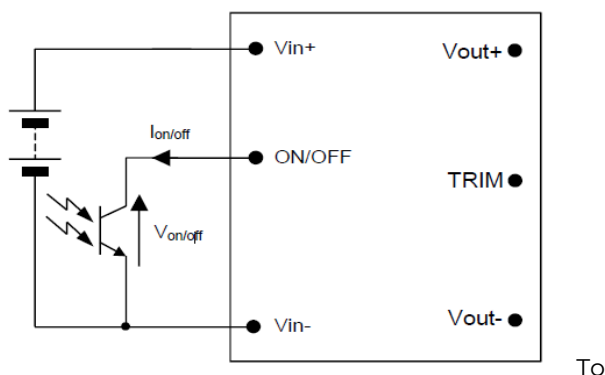 Vin+
Vout+
Ion/off
ON/OFF
TRIM
Von/off
Vin-
Vout-
To